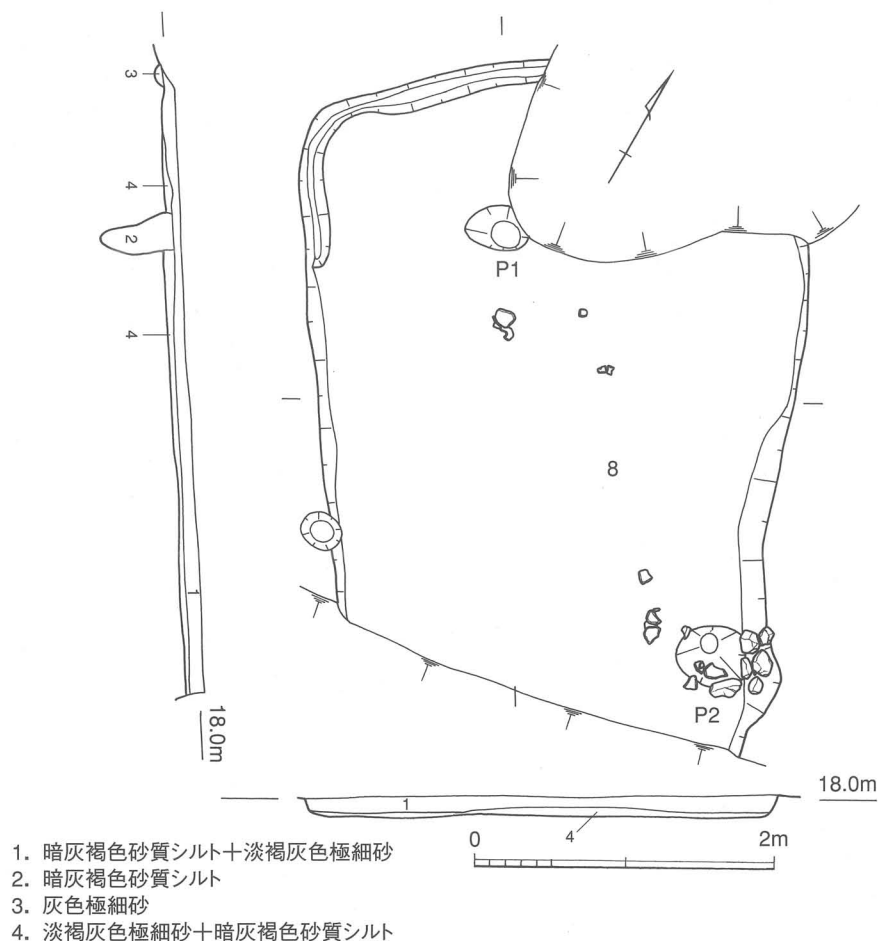 3
4
2
4
1
18.0m
P1
8
P2
18.0m
1
4
0 2m
1. 暗灰褐色砂質シルト+淡褐灰色極細砂
2. 暗灰褐色砂質シルト
3. 灰色極細砂
4. 淡褐灰色極細砂+暗灰褐色砂質シルト